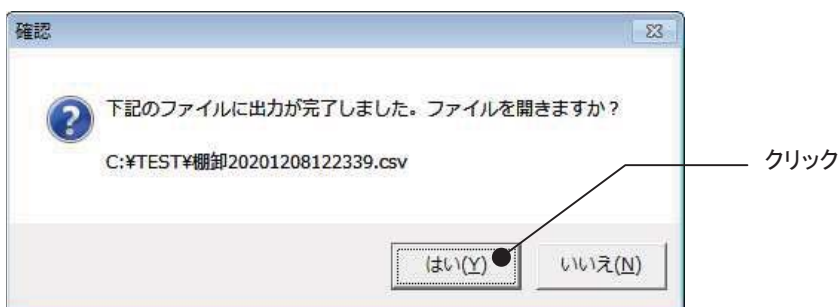 確認
下記のファイルに出力が完了しました。ファイルを開きますか？
C:¥TEST¥棚卸20201208122339.csv
クリック
はい(Y)
いいえ(N)